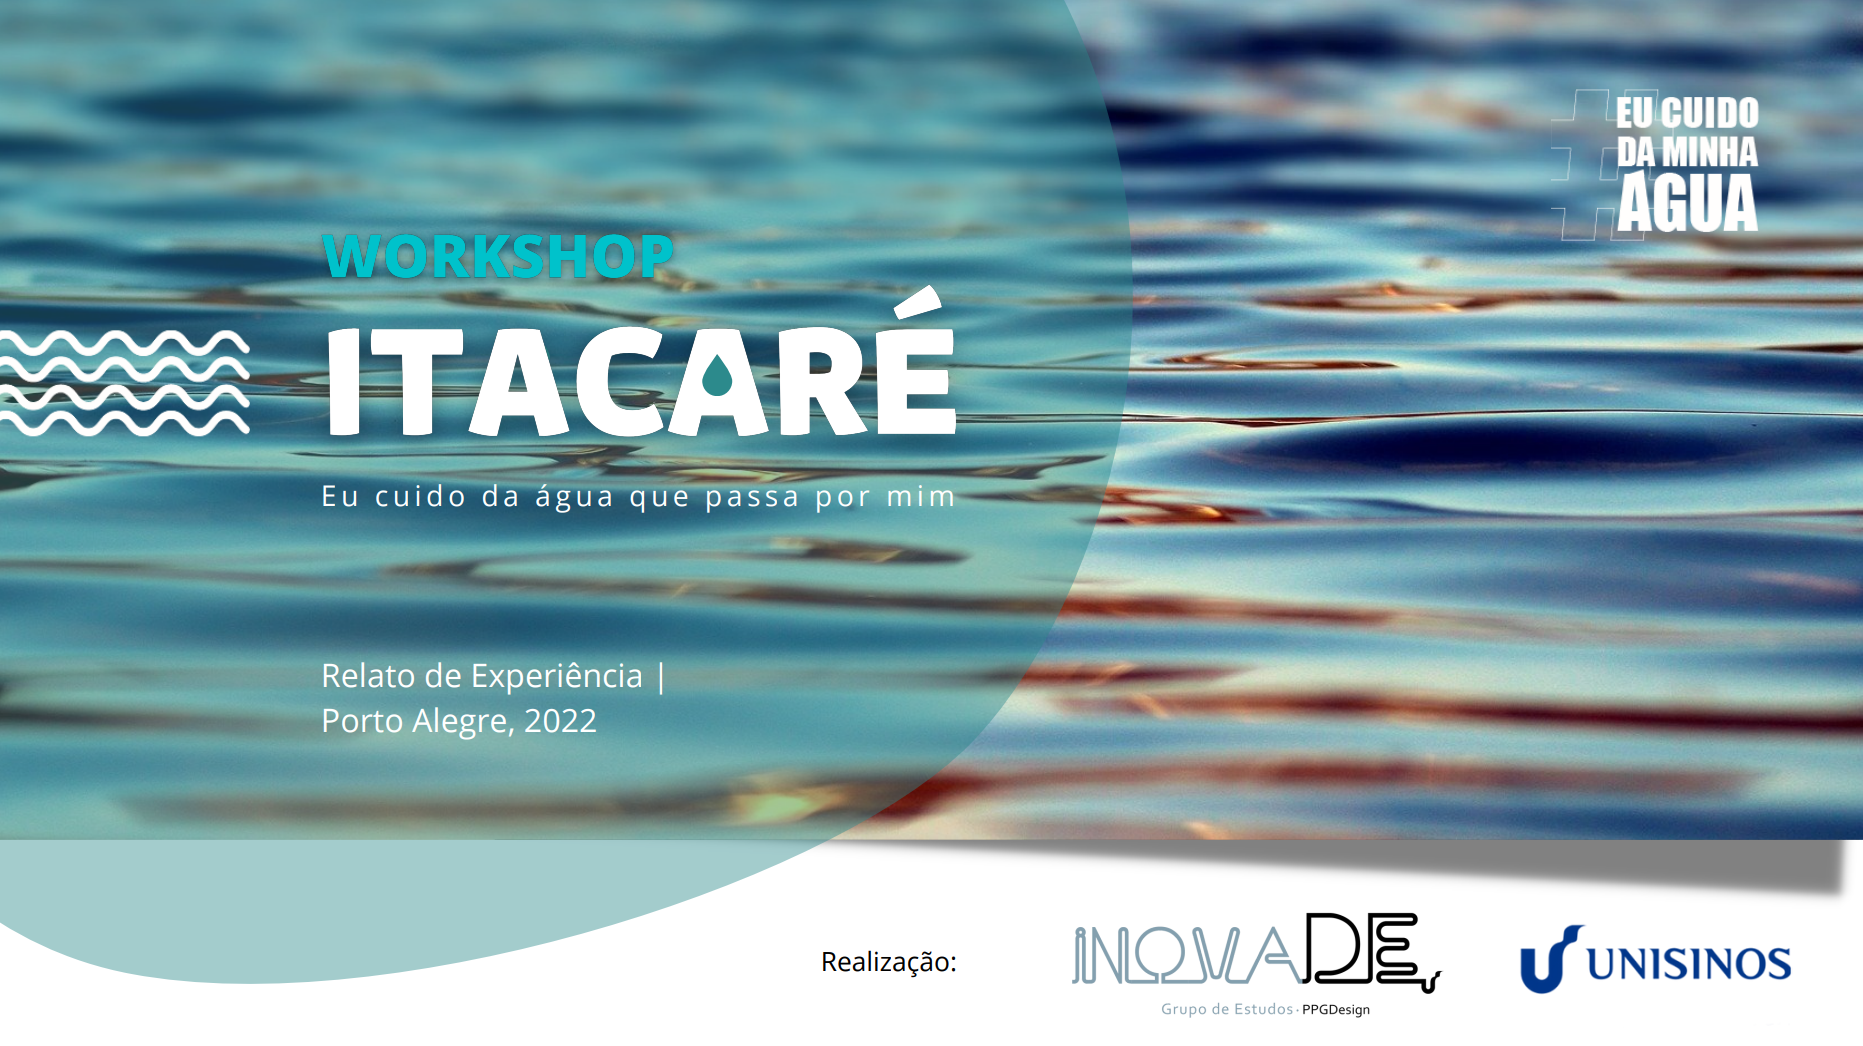 EU CUIDO
DA MINHA
ÁGUA
WORKSHOP
ITACARÉ
Eu cuido da água que passa por mim
Relato de Experiência |
Porto Alegre, 2022
Realização:
INOVADE
Grupo de Estudos · PPGDesign
UNISINOS